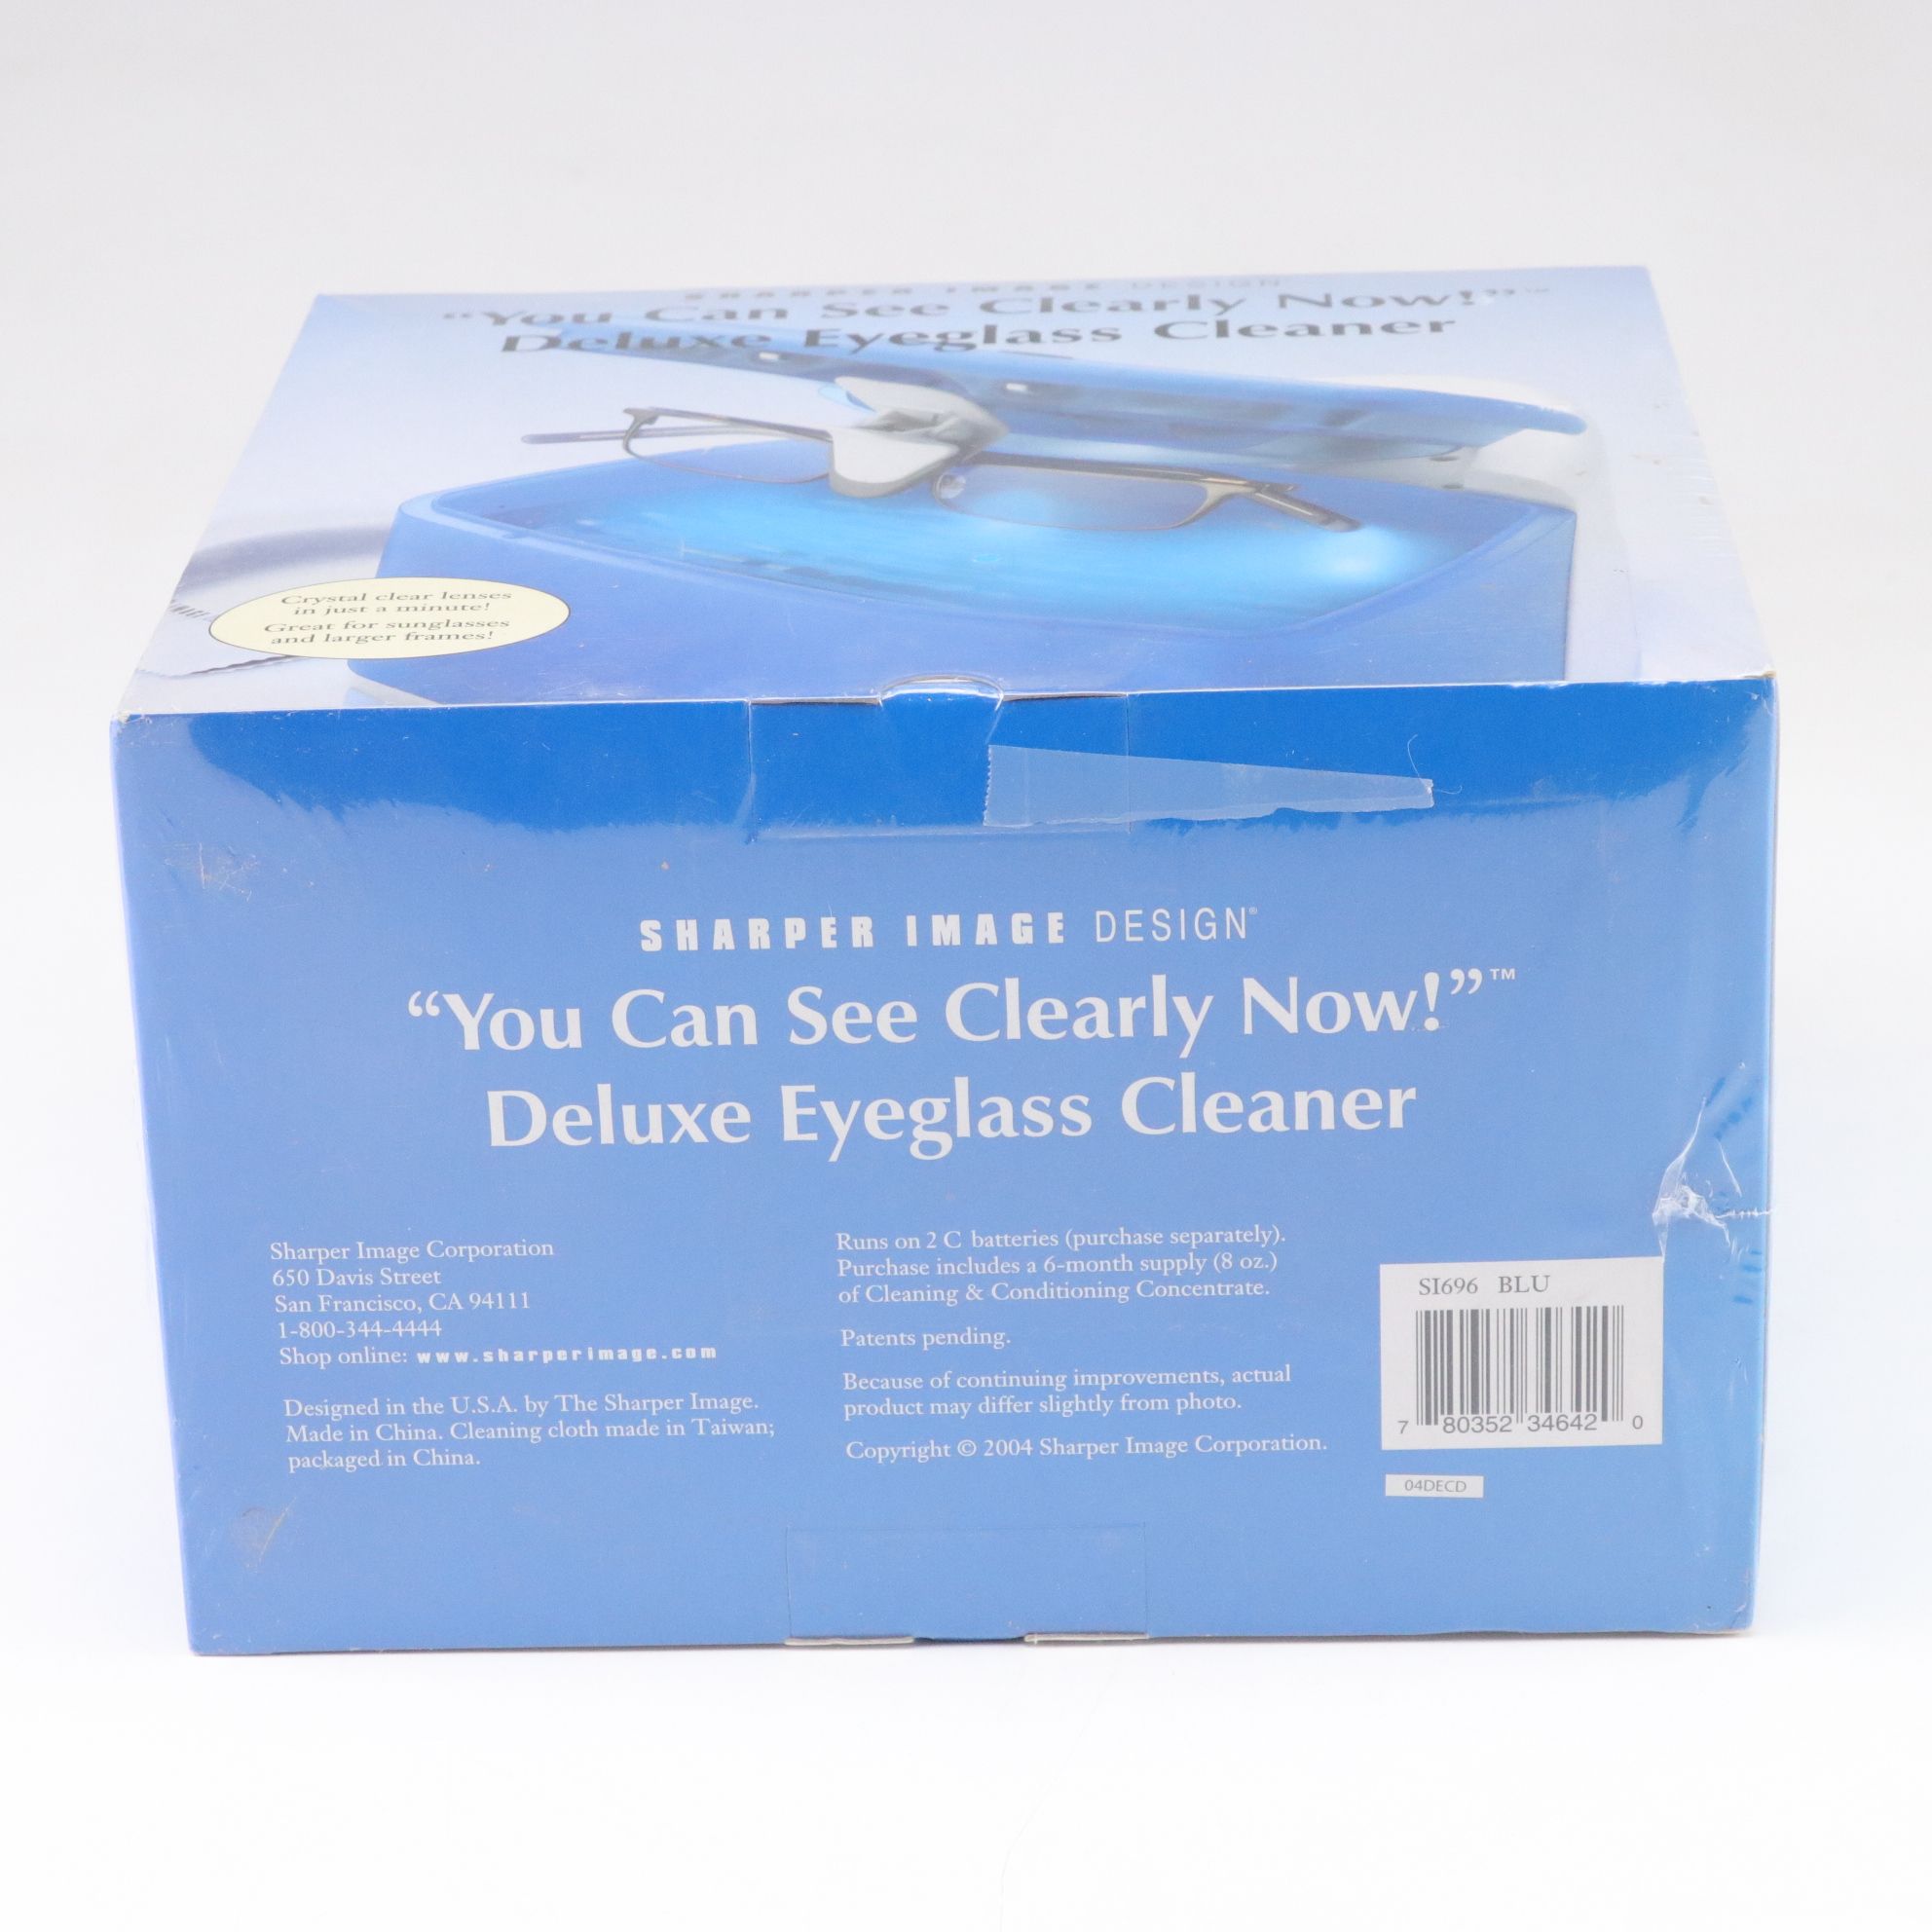 SHARPER IMAGE DESIGN
“You Can See Clearly Now!”™
Deluxe Eyeglass Cleaner
Crystal clear lenses
in just a minute!
Great for sunglasses
and larger frames!
SHARPER IMAGE DESIGN®
“You Can See Clearly Now!”™
Deluxe Eyeglass Cleaner
Sharper Image Corporation
650 Davis Street
San Francisco, CA 94111
1-800-344-4444
Shop online: www.sharperimage.com
Designed in the U.S.A. by The Sharper Image.
Made in China. Cleaning cloth made in Taiwan;
packaged in China.
Runs on 2 C batteries (purchase separately).
Purchase includes a 6-month supply (8 oz.)
of Cleaning & Conditioning Concentrate.
Patents pending.
Because of continuing improvements, actual
product may differ slightly from photo.
Copyright © 2004 Sharper Image Corporation.
SI696 BLU
7 80352 34642 0
04DECD